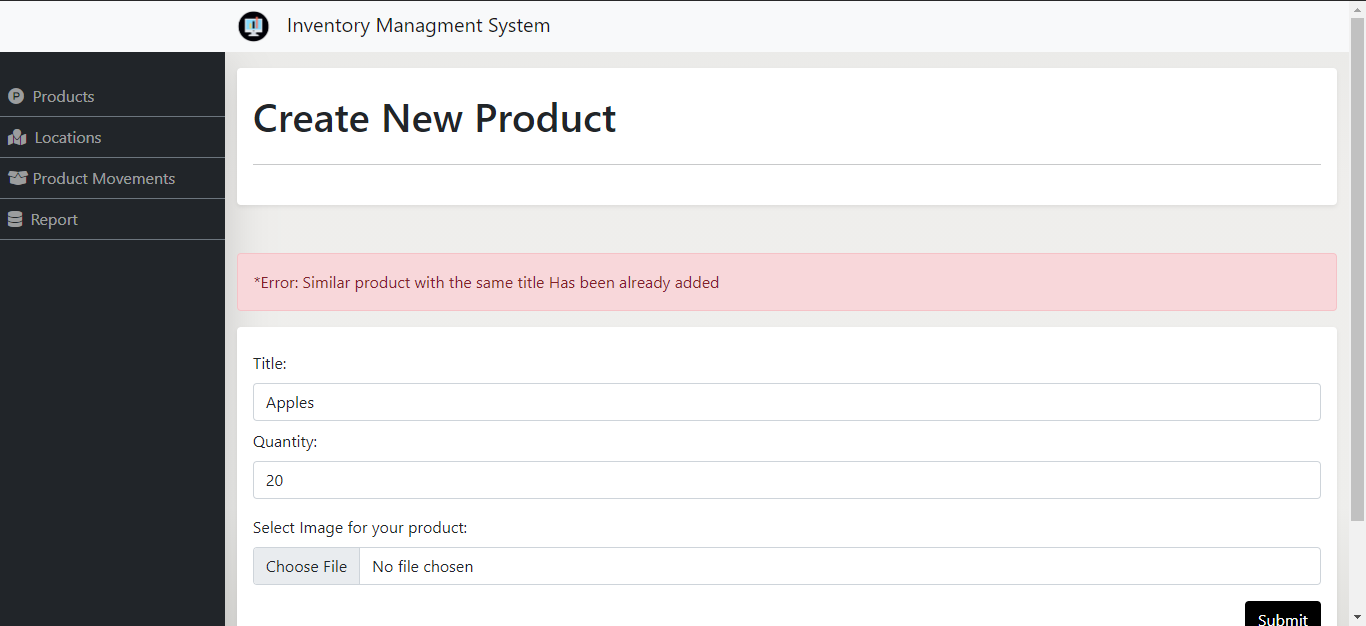 Inventory Managment System
Products
Locations
Product Movements
Report
Create New Product
*Error: Similar product with the same title Has been already added
Title:
Apples
Quantity:
20
Select Image for your product:
Choose File No file chosen
Submit